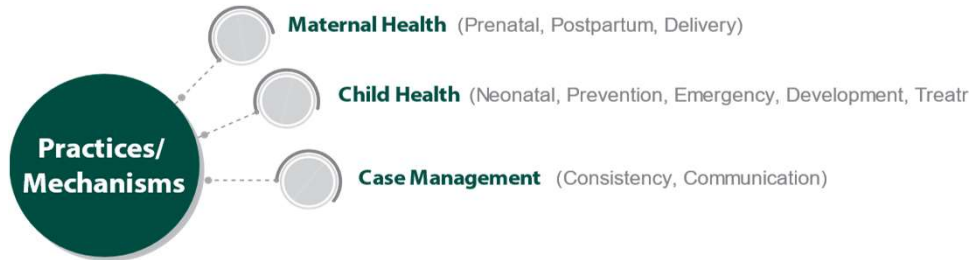 Maternal Health (Prenatal, Postpartum, Delivery)
Child Health (Neonatal, Prevention, Emergency, Development, Treatr
Practices/
Mechanisms
Case Management (Consistency, Communication)